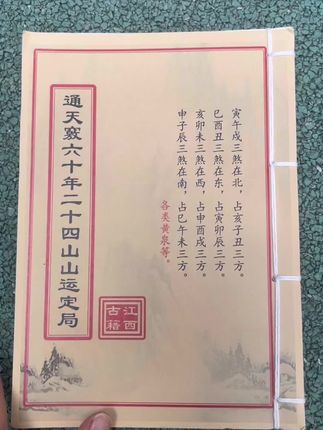 寅午戌三煞在北，占亥子丑三方。
巳酉丑三煞在东，占寅卯辰三方。
亥卯未三煞在西，占申酉戌三方。
申子辰三煞在南，占巳午未三方。
各类黄泉等。
江西
古籍
通天竅六十年二十四山山运定局